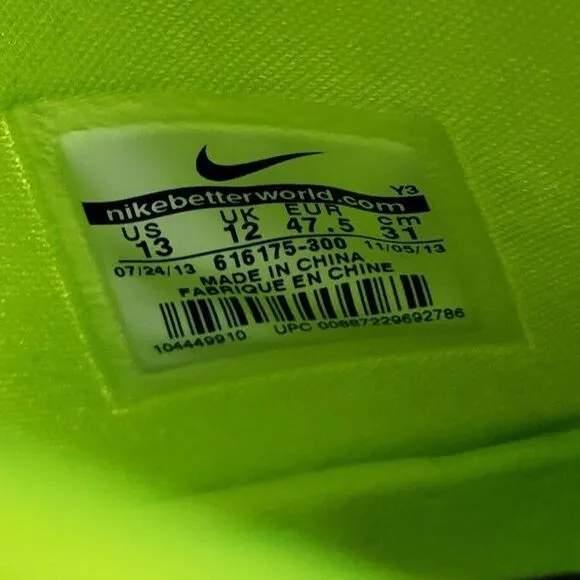 Y3
nikebetterworld.com
US UK EUR cm
13 12 47.5 31
07/24/13 616175-300 11/05/13
MADE IN CHINA
FABRIQUE EN CHINE
104449910 UPC 00887229692786